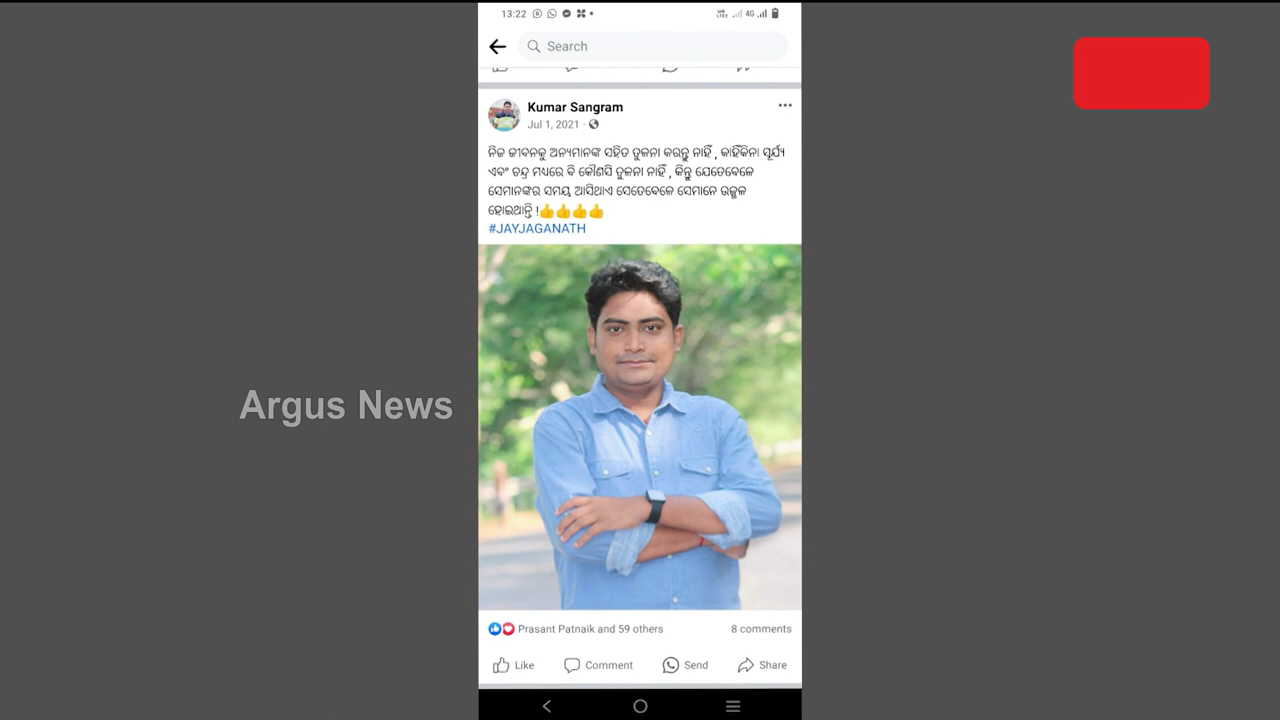 13:22
4G
Search
Kumar Sangram
Jul 1, 2021
ନିଜ ଜୀବନକୁ ଅନ୍ୟମାନଙ୍କ ସହିତ ତୁଳନା କରନ୍ତୁ ନାହିଁ , କାହିଁକିନା ସୂର୍ଯ୍ୟ
ଏବଂ ଚନ୍ଦ୍ର ମଧ୍ୟରେ ବି କୌଣସି ତୁଳନା ନାହିଁ , କିନ୍ତୁ ଯେତେବେଳେ
ସେମାନଙ୍କର ସମୟ ଆସିଥାଏ ସେତେବେଳେ ସେମାନେ ଉଜ୍ଜ୍ଵଳ
ହୋଇଥାନ୍ତି !👍👍👍👍
#JAYJAGANATH
Argus News
Prasant Patnaik and 59 others 8 comments
Like Comment Send Share